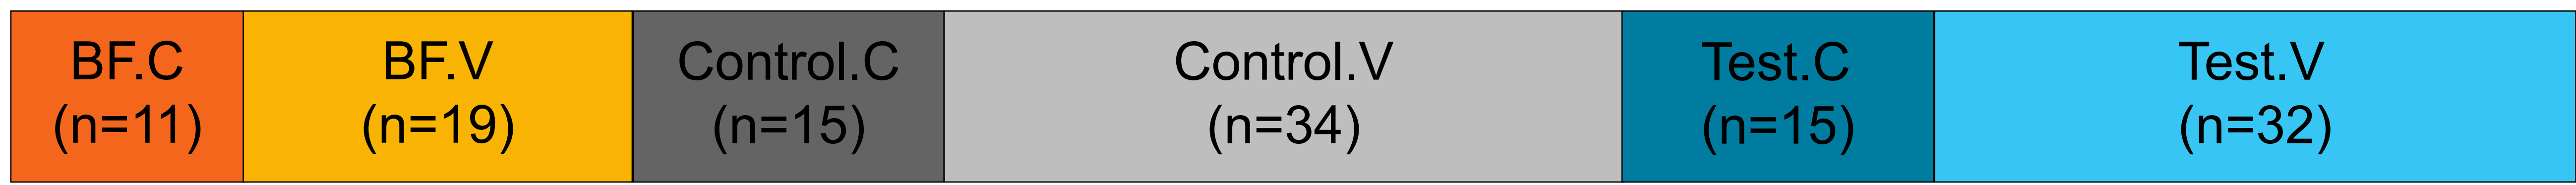 BF.C
(n=11)
BF.V
(n=19)
Control.C
(n=15)
Control.V
(n=34)
Test.C
(n=15)
Test.V
(n=32)